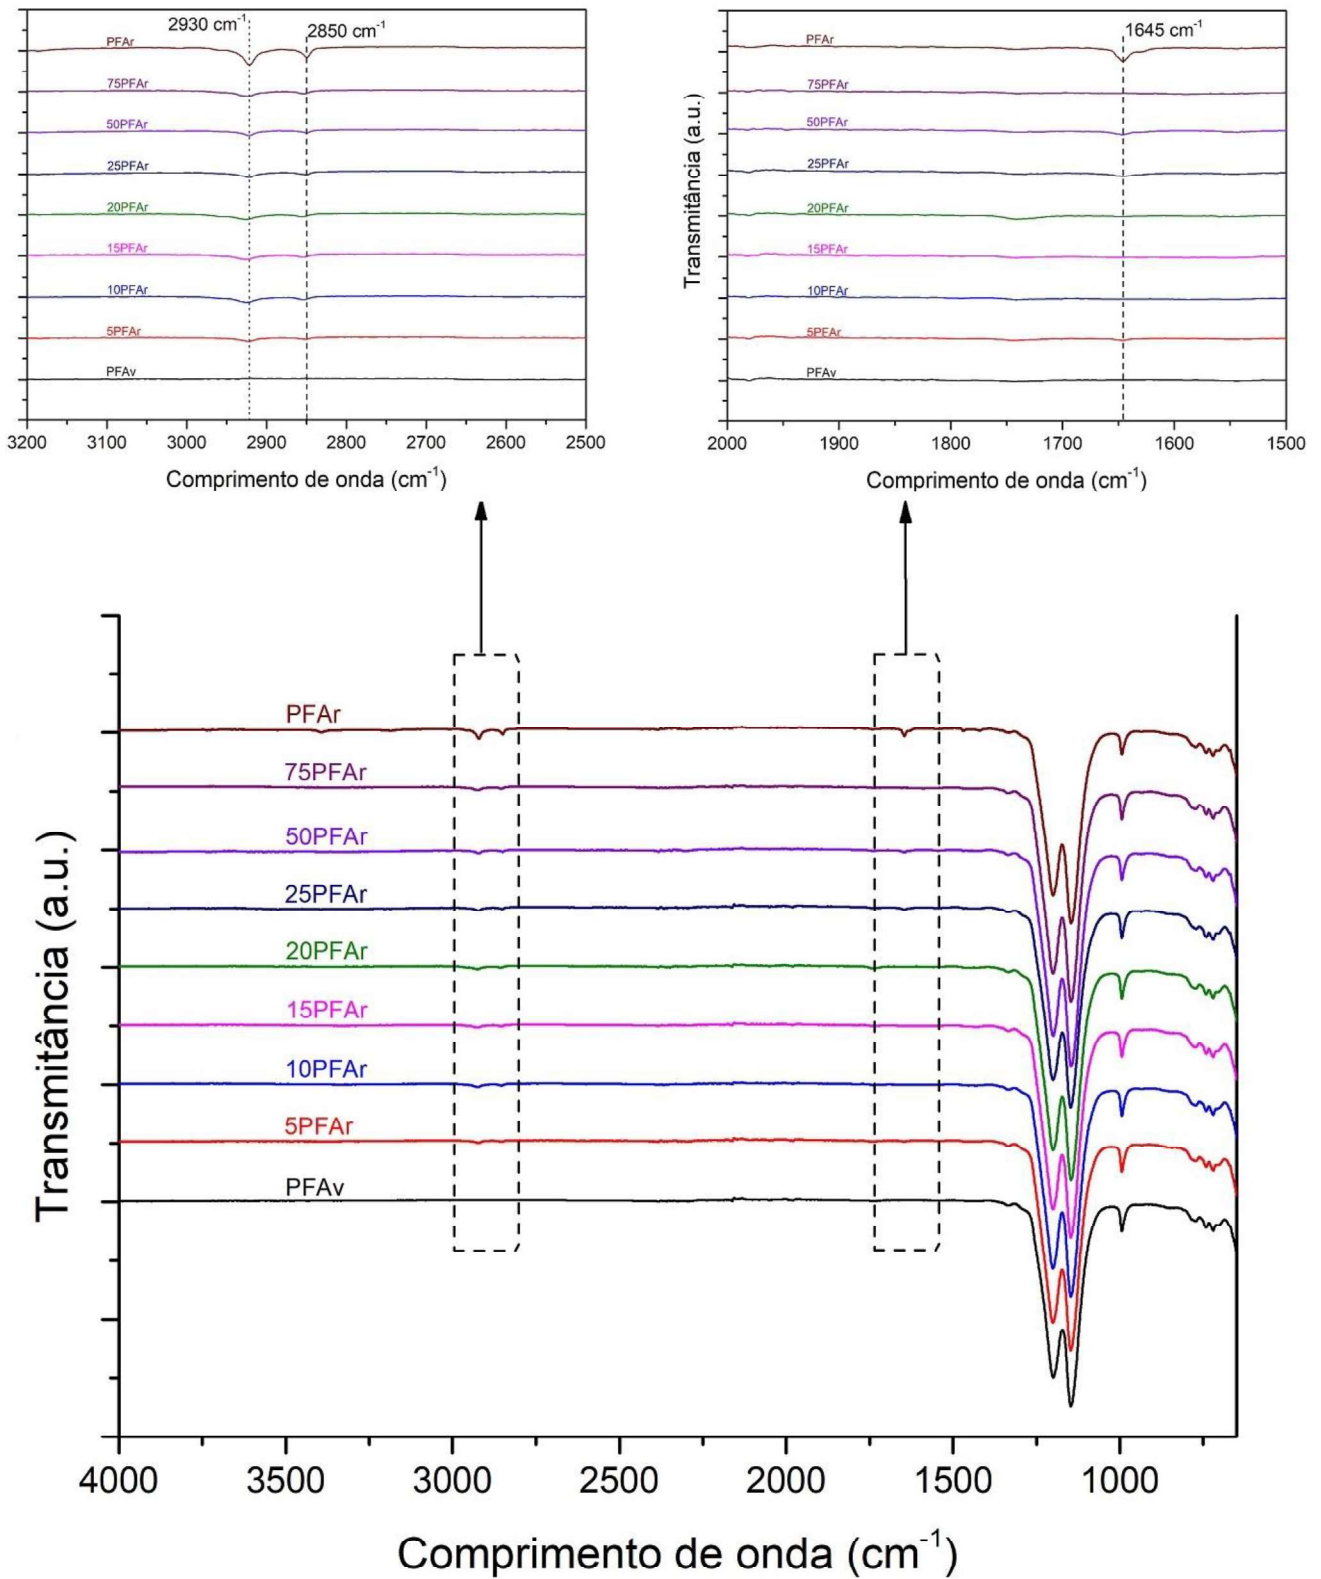 2930 cm⁻¹
2850 cm⁻¹
PFAr
75PFAr
50PFAr
25PFAr
20PFAr
15PFAr
10PFAr
5PFAr
PFAv
3200 3100 3000 2900 2800 2700 2600 2500
Comprimento de onda (cm⁻¹)
1645 cm⁻¹
Transmitância (a.u.)
PFAr
75PFAr
50PFAr
25PFAr
20PFAr
15PFAr
10PFAr
5PFAr
PFAv
2000 1900 1800 1700 1600 1500
Comprimento de onda (cm⁻¹)
Transmitância (a.u.)
PFAr
75PFAr
50PFAr
25PFAr
20PFAr
15PFAr
10PFAr
5PFAr
PFAv
4000 3500 3000 2500 2000 1500 1000
Comprimento de onda (cm⁻¹)